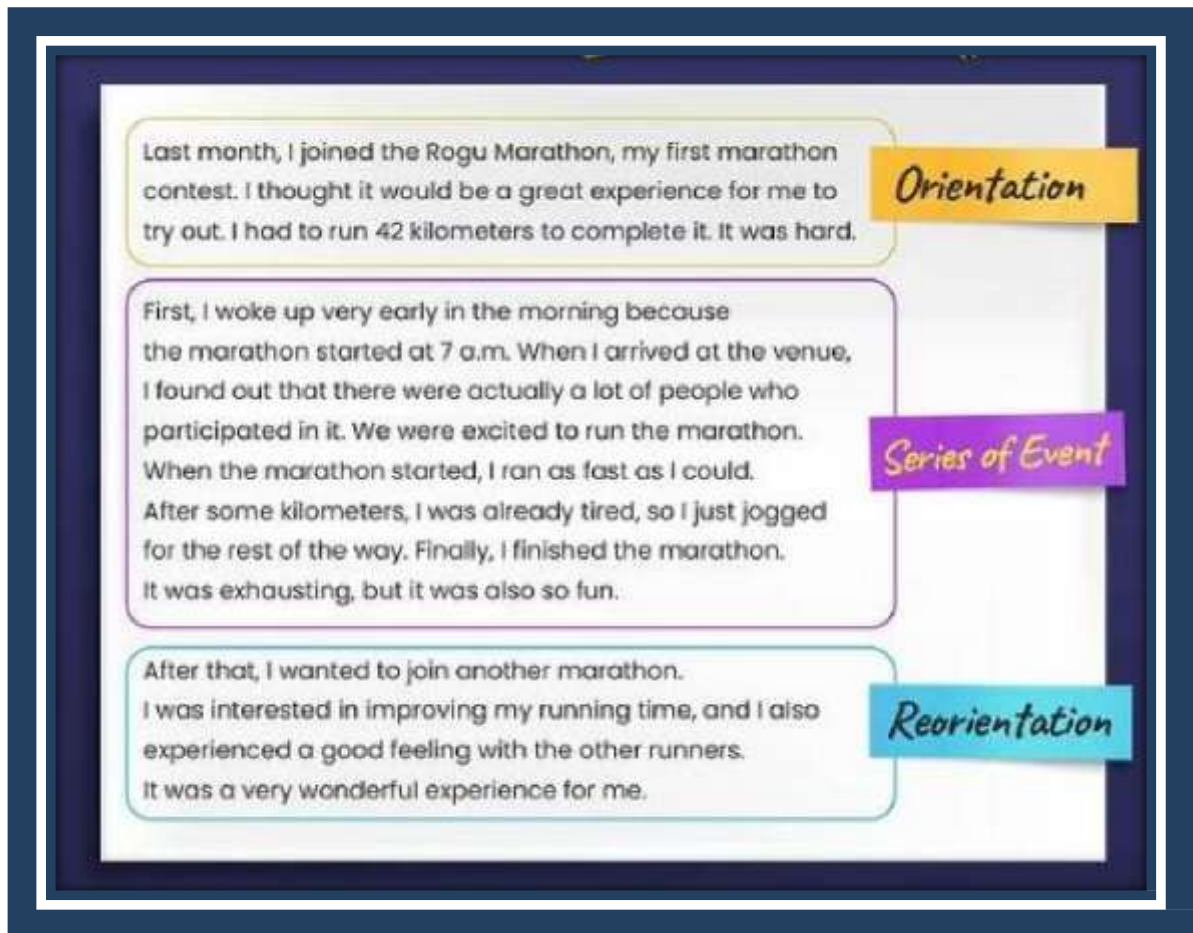 Last month, I joined the Rogu Marathon, my first marathon
contest. I thought it would be a great experience for me to
try out. I had to run 42 kilometers to complete it. It was hard.
Orientation
First, I woke up very early in the morning because
the marathon started at 7 a.m. When I arrived at the venue,
I found out that there were actually a lot of people who
participated in it. We were excited to run the marathon.
When the marathon started, I ran as fast as I could.
After some kilometers, I was already tired, so I just jogged
for the rest of the way. Finally, I finished the marathon.
It was exhausting, but it was also so fun.
Series of Event
After that, I wanted to join another marathon.
I was interested in improving my running time, and I also
experienced a good feeling with the other runners.
It was a very wonderful experience for me.
Reorientation